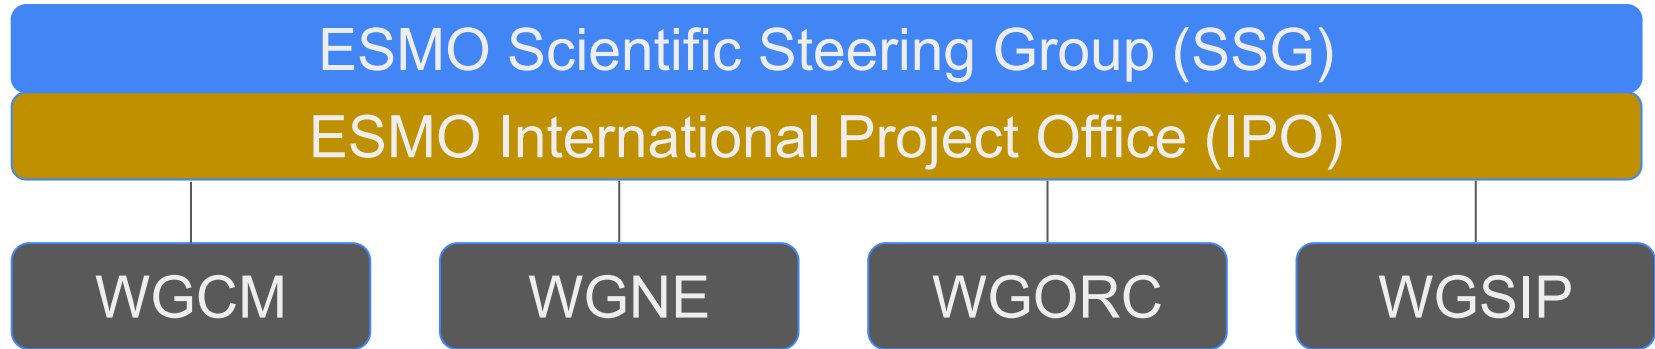 ESMO Scientific Steering Group (SSG)
ESMO International Project Office (IPO)
WGCM
WGNE
WGORC
WGSIP